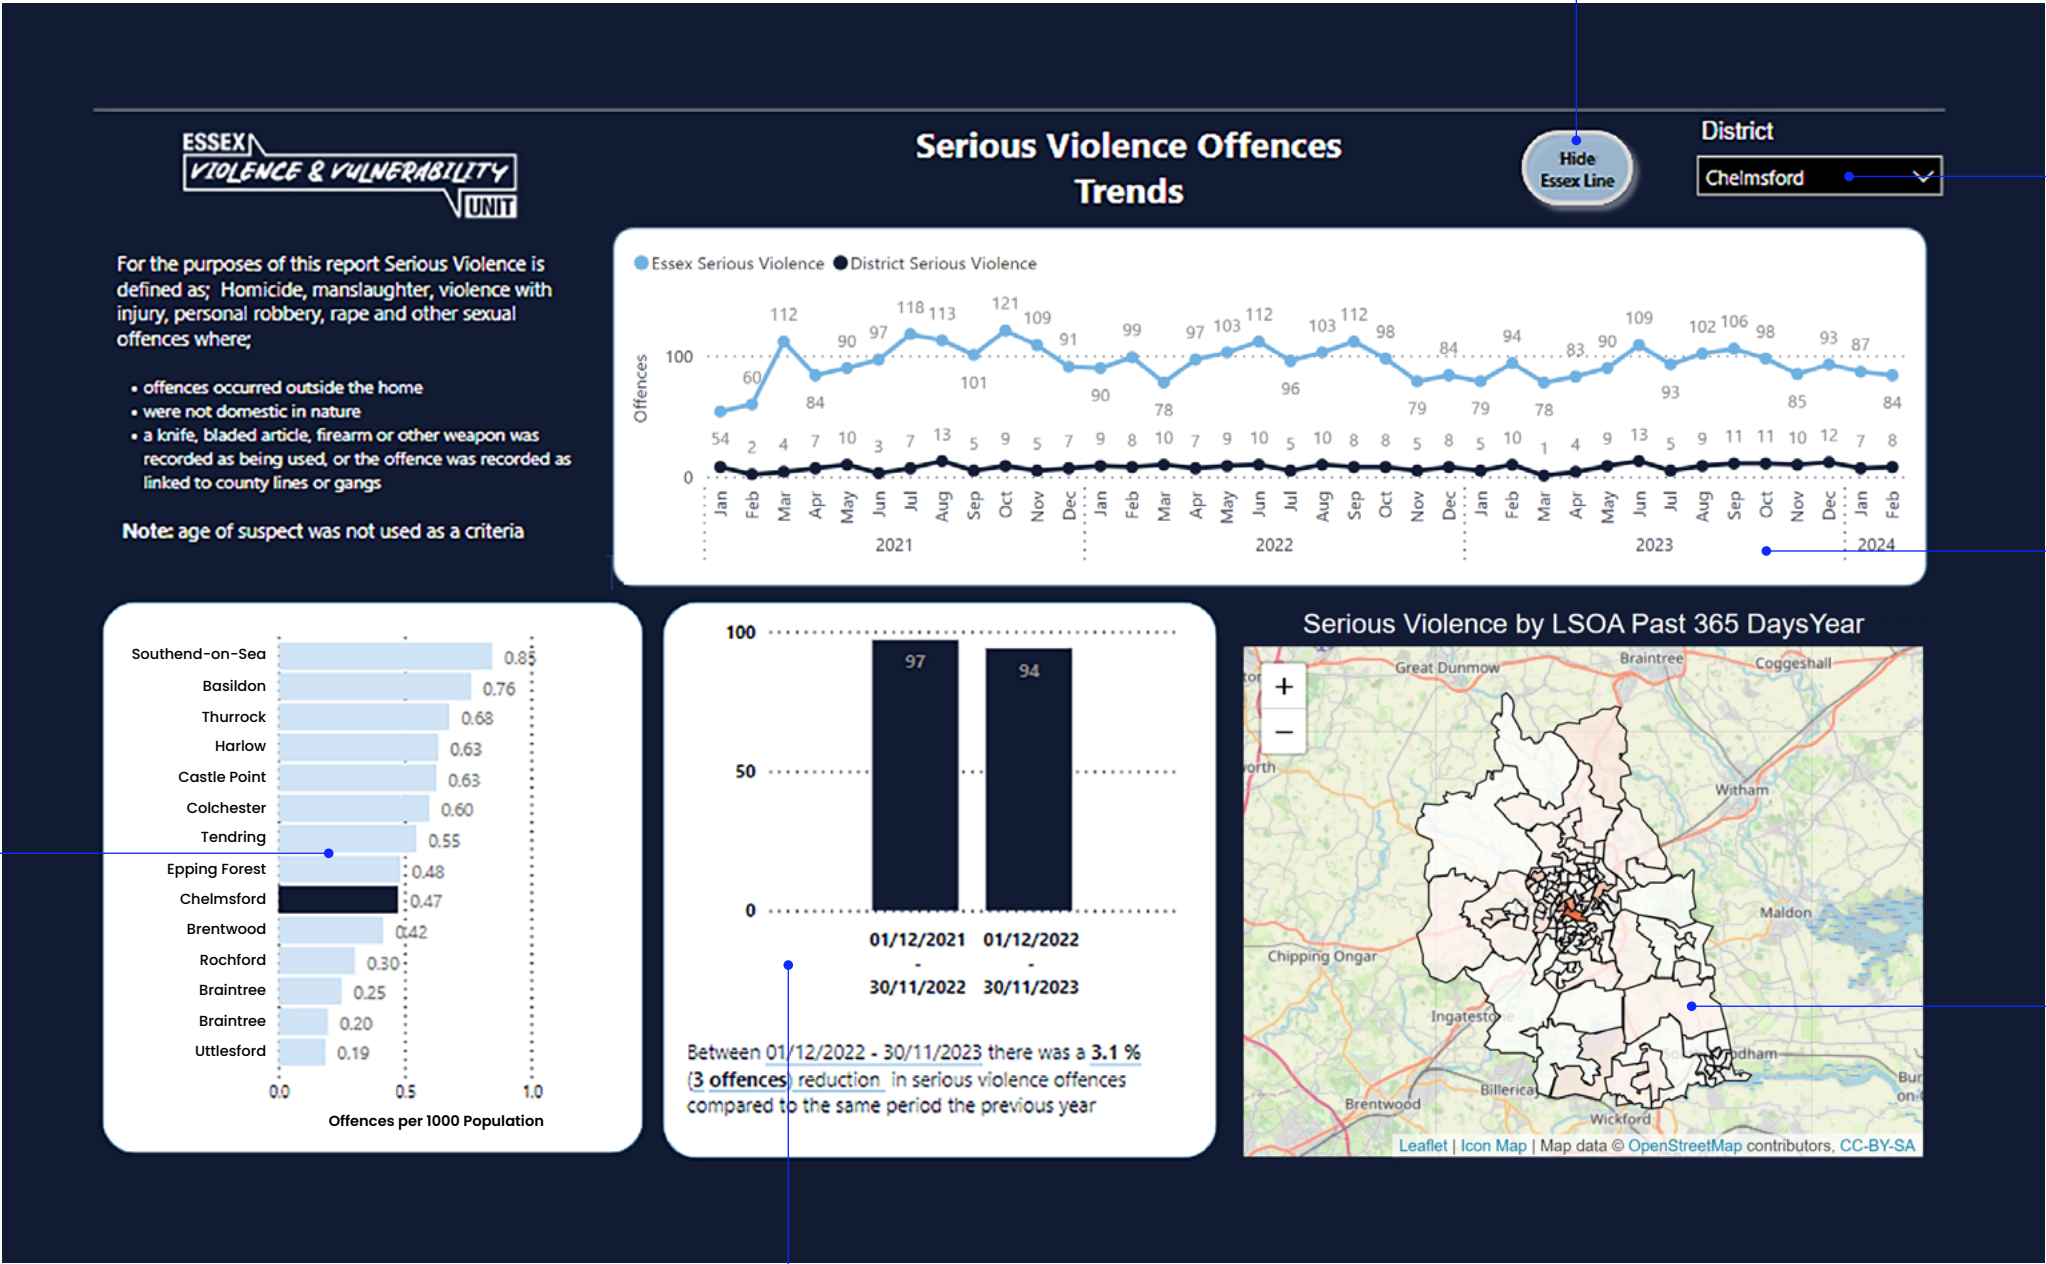 ESSEX
VIOLENCE & VULNERABILITY
UNIT
Serious Violence Offences
Trends
Hide
Essex Line
District
Chelmsford
For the purposes of this report Serious Violence is
defined as; Homicide, manslaughter, violence with
injury, personal robbery, rape and other sexual
offences where;
• offences occurred outside the home
• were not domestic in nature
• a knife, bladed article, firearm or other weapon was
recorded as being used, or the offence was recorded as
linked to county lines or gangs
Note: age of suspect was not used as a criteria
Essex Serious Violence District Serious Violence
Offences
100
0
54 60 112 84 90 97 118 113 101 121 109 91 90 99 78 97 103 112 96 103 112 98 79 84 79 94 78 83 90 109 93 102 106 98 85 93 87 84
2 4 7 10 3 7 13 5 9 5 7 9 8 10 7 9 10 5 10 8 8 5 8 5 10 1 4 9 13 5 9 11 11 10 12 7 8
Jan Feb Mar Apr May Jun Jul Aug Sep Oct Nov Dec Jan Feb Mar Apr May Jun Jul Aug Sep Oct Nov Dec Jan Feb Mar Apr May Jun Jul Aug Sep Oct Nov Dec Jan Feb
2021 2022 2023 2024
Southend-on-Sea 0.85
Basildon 0.76
Thurrock 0.68
Harlow 0.63
Castle Point 0.63
Colchester 0.60
Tendring 0.55
Epping Forest 0.48
Chelmsford 0.47
Brentwood 0.42
Rochford 0.30
Braintree 0.25
Braintree 0.20
Uttlesford 0.19
0.0 0.5 1.0
Offences per 1000 Population
100
50
0
97 94
01/12/2021 01/12/2022
- -
30/11/2022 30/11/2023
Between 01/12/2022 - 30/11/2023 there was a 3.1 %
(3 offences) reduction in serious violence offences
compared to the same period the previous year
Serious Violence by LSOA Past 365 DaysYear
+
−
Great Dunmow
Braintree
Coggeshall
orth
Witham
Maldon
Chipping Ongar
Ingatestone
Billericay
Brentwood
Wickford
Leaflet | Icon Map | Map data © OpenStreetMap contributors, CC-BY-SA